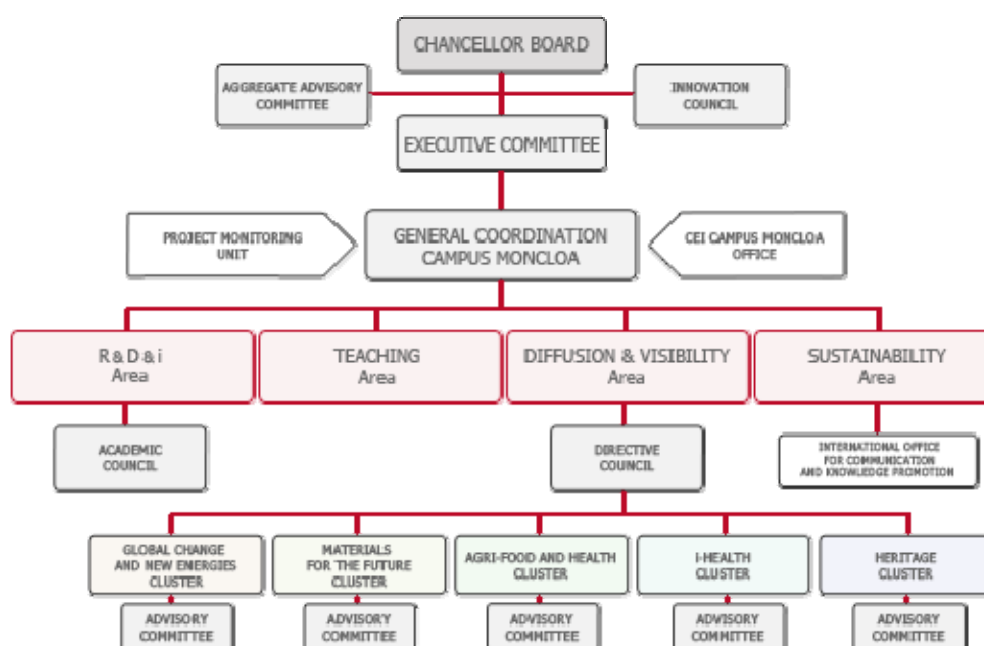 CHANCELLOR BOARD
AGGREGATE ADVISORY
COMMITTEE
INNOVATION
COUNCIL
EXECUTIVE COMMITTEE
PROJECT MONITORING
UNIT
GENERAL COORDINATION
CAMPUS MONCLOA
CEI CAMPUS MONCLOA
OFFICE
R & D & i
Area
TEACHING
Area
DIFFUSION & VISIBILITY
Area
SUSTAINABILITY
Area
ACADEMIC
COUNCIL
DIRECTIVE
COUNCIL
INTERNATIONAL OFFICE
FOR COMMUNICATION
AND KNOWLEDGE PROMOTION
GLOBAL CHANGE
AND NEW ENERGIES
CLUSTER
MATERIALS
FOR THE FUTURE
CLUSTER
AGRI-FOOD AND HEALTH
CLUSTER
I-HEALTH
CLUSTER
HERITAGE
CLUSTER
ADVISORY
COMMITTEE
ADVISORY
COMMITTEE
ADVISORY
COMMITTEE
ADVISORY
COMMITTEE
ADVISORY
COMMITTEE